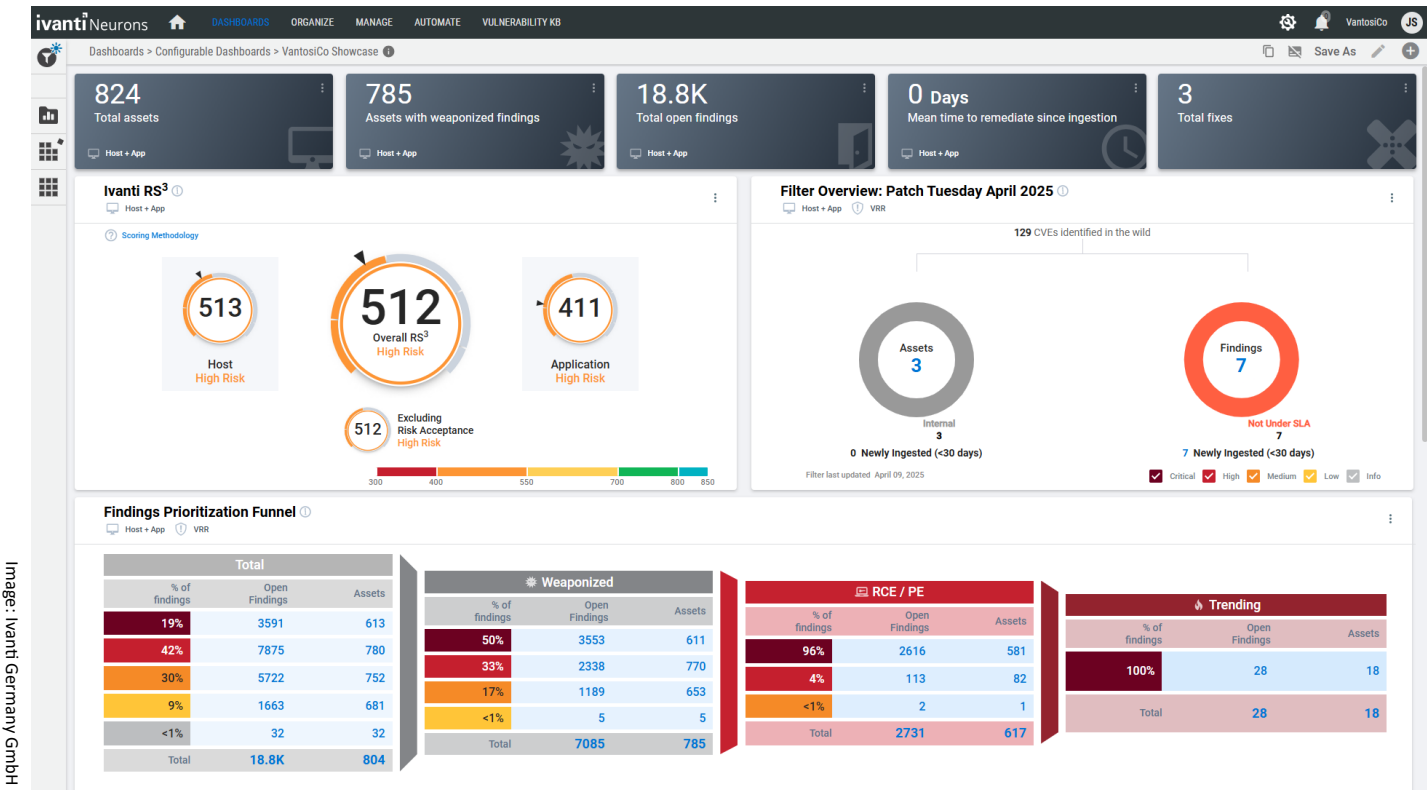 ivanti Neurons DASHBOARDS ORGANIZE MANAGE AUTOMATE VULNERABILITY KB VantosiCo JS
Dashboards > Configurable Dashboards > VantosiCo Showcase Save As
824
Total assets
Host + App
785
Assets with weaponized findings
Host + App
18.8K
Total open findings
Host + App
0 Days
Mean time to remediate since ingestion
Host + App
3
Total fixes
Ivanti RS3
Host + App
Scoring Methodology
513
Host
High Risk
512
Overall RS3
High Risk
411
Application
High Risk
512
Excluding
Risk Acceptance
High Risk
300 400 550 700 800 850
Filter Overview: Patch Tuesday April 2025
Host + App VRR
129 CVEs identified in the wild
Assets
3
Internal
3
0 Newly Ingested (<30 days)
Findings
7
Not Under SLA
7
7 Newly Ingested (<30 days)
Filter last updated April 09, 2025
Critical High Medium Low Info
Findings Prioritization Funnel
Host + App VRR
Total
% of findings Open Findings Assets
19% 3591 613
42% 7875 780
30% 5722 752
9% 1663 681
<1% 32 32
Total 18.8K 804
Weaponized
% of findings Open Findings Assets
50% 3553 611
33% 2338 770
17% 1189 653
<1% 5 5
Total 7085 785
RCE / PE
% of findings Open Findings Assets
96% 2616 581
4% 113 82
<1% 2 1
Total 2731 617
Trending
% of findings Open Findings Assets
100% 28 18
Total 28 18
Image: Ivanti Germany GmbH